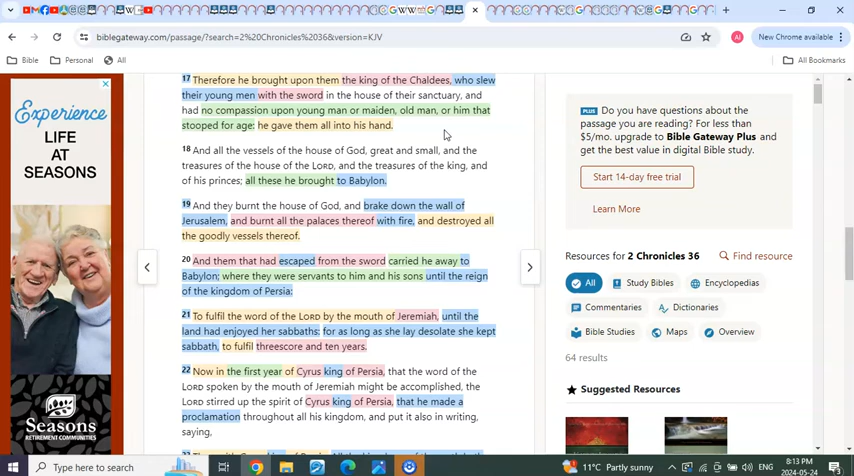 biblegateway.com/passage/?search=2%20Chronicles%2036&version=KJV
New Chrome available
Bible
Personal
All
All Bookmarks
Experience
LIFE
AT
SEASONS
Seasons
RETIREMENT COMMUNITIES
17 Therefore he brought upon them the king of the Chaldees, who slew
their young men with the sword in the house of their sanctuary, and
had no compassion upon young man or maiden, old man, or him that
stooped for age: he gave them all into his hand.
18 And all the vessels of the house of God, great and small, and the
treasures of the house of the LORD, and the treasures of the king, and
of his princes; all these he brought to Babylon.
19 And they burnt the house of God, and brake down the wall of
Jerusalem, and burnt all the palaces thereof with fire, and destroyed all
the goodly vessels thereof.
20 And them that had escaped from the sword carried he away to
Babylon; where they were servants to him and his sons until the reign
of the kingdom of Persia:
21 To fulfil the word of the LORD by the mouth of Jeremiah, until the
land had enjoyed her sabbaths: for as long as she lay desolate she kept
sabbath, to fulfil threescore and ten years.
22 Now in the first year of Cyrus king of Persia, that the word of the
LORD spoken by the mouth of Jeremiah might be accomplished, the
LORD stirred up the spirit of Cyrus king of Persia, that he made a
proclamation throughout all his kingdom, and put it also in writing,
saying,
PLUS Do you have questions about the
passage you are reading? For less than
$5/mo. upgrade to Bible Gateway Plus and
get the best value in digital Bible study.
Start 14-day free trial
Learn More
Resources for 2 Chronicles 36
Find resource
All
Study Bibles
Encyclopedias
Commentaries
Dictionaries
Bible Studies
Maps
Overview
64 results
Suggested Resources
Type here to search
11°C Partly sunny
ENG
8:13 PM
2024-05-24